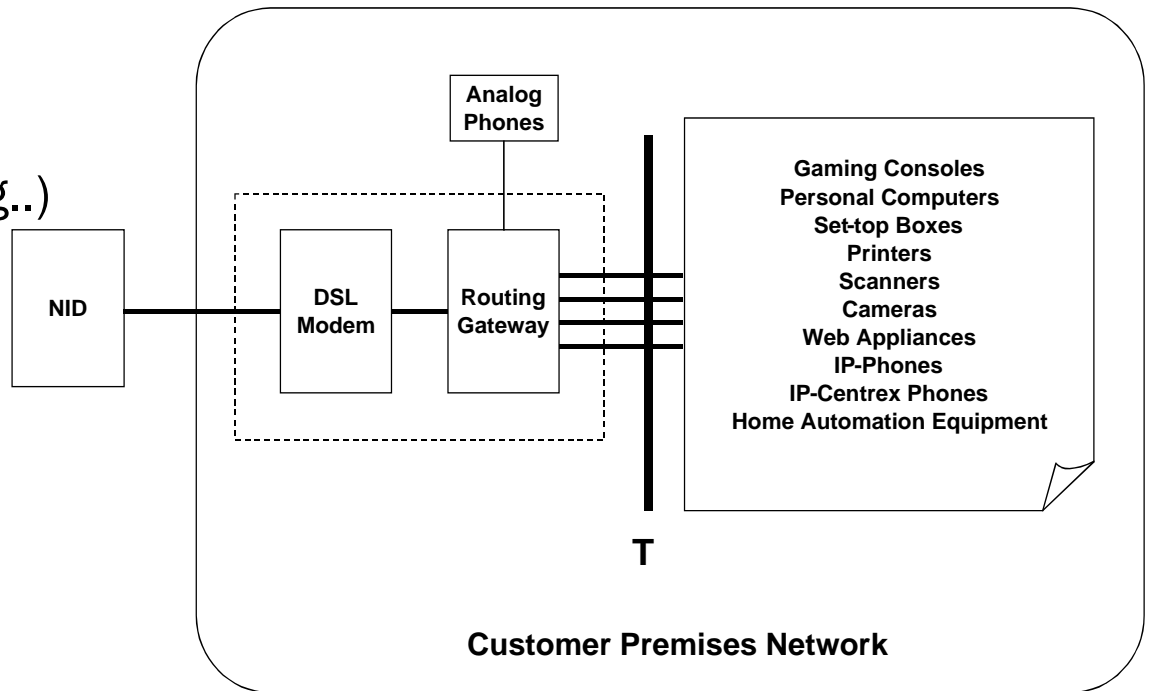 g..)
NID
DSL
Modem
Routing
Gateway
Analog
Phones
Gaming Consoles
Personal Computers
Set-top Boxes
Printers
Scanners
Cameras
Web Appliances
IP-Phones
IP-Centrex Phones
Home Automation Equipment
T
Customer Premises Network